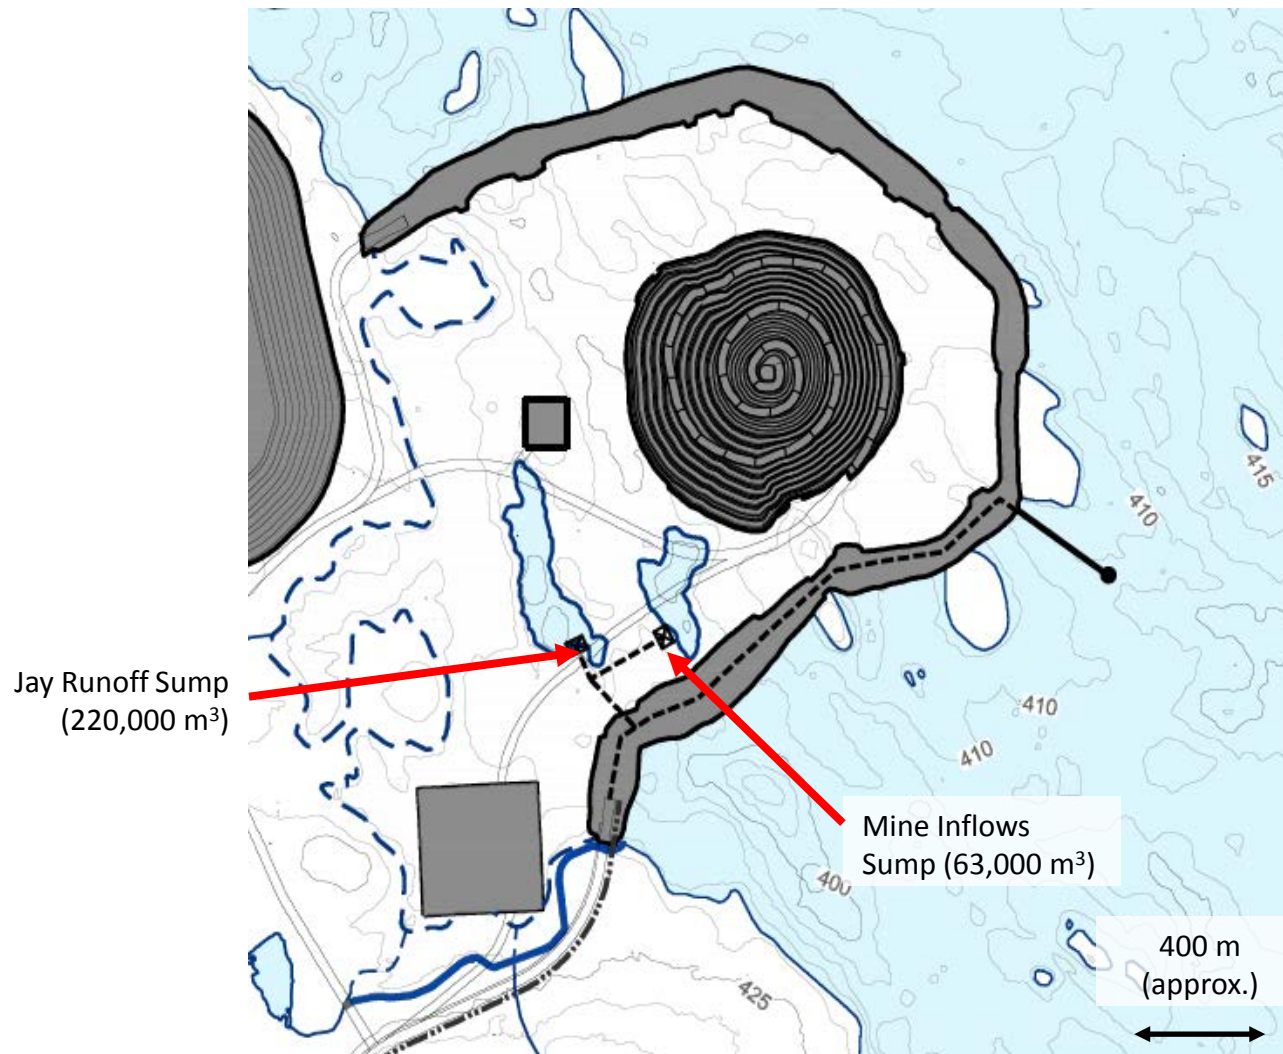 415
410
Jay Runoff Sump
(220,000 m³)
410
410
Mine Inflows
Sump (63,000 m³)
400
400 m
(approx.)
425